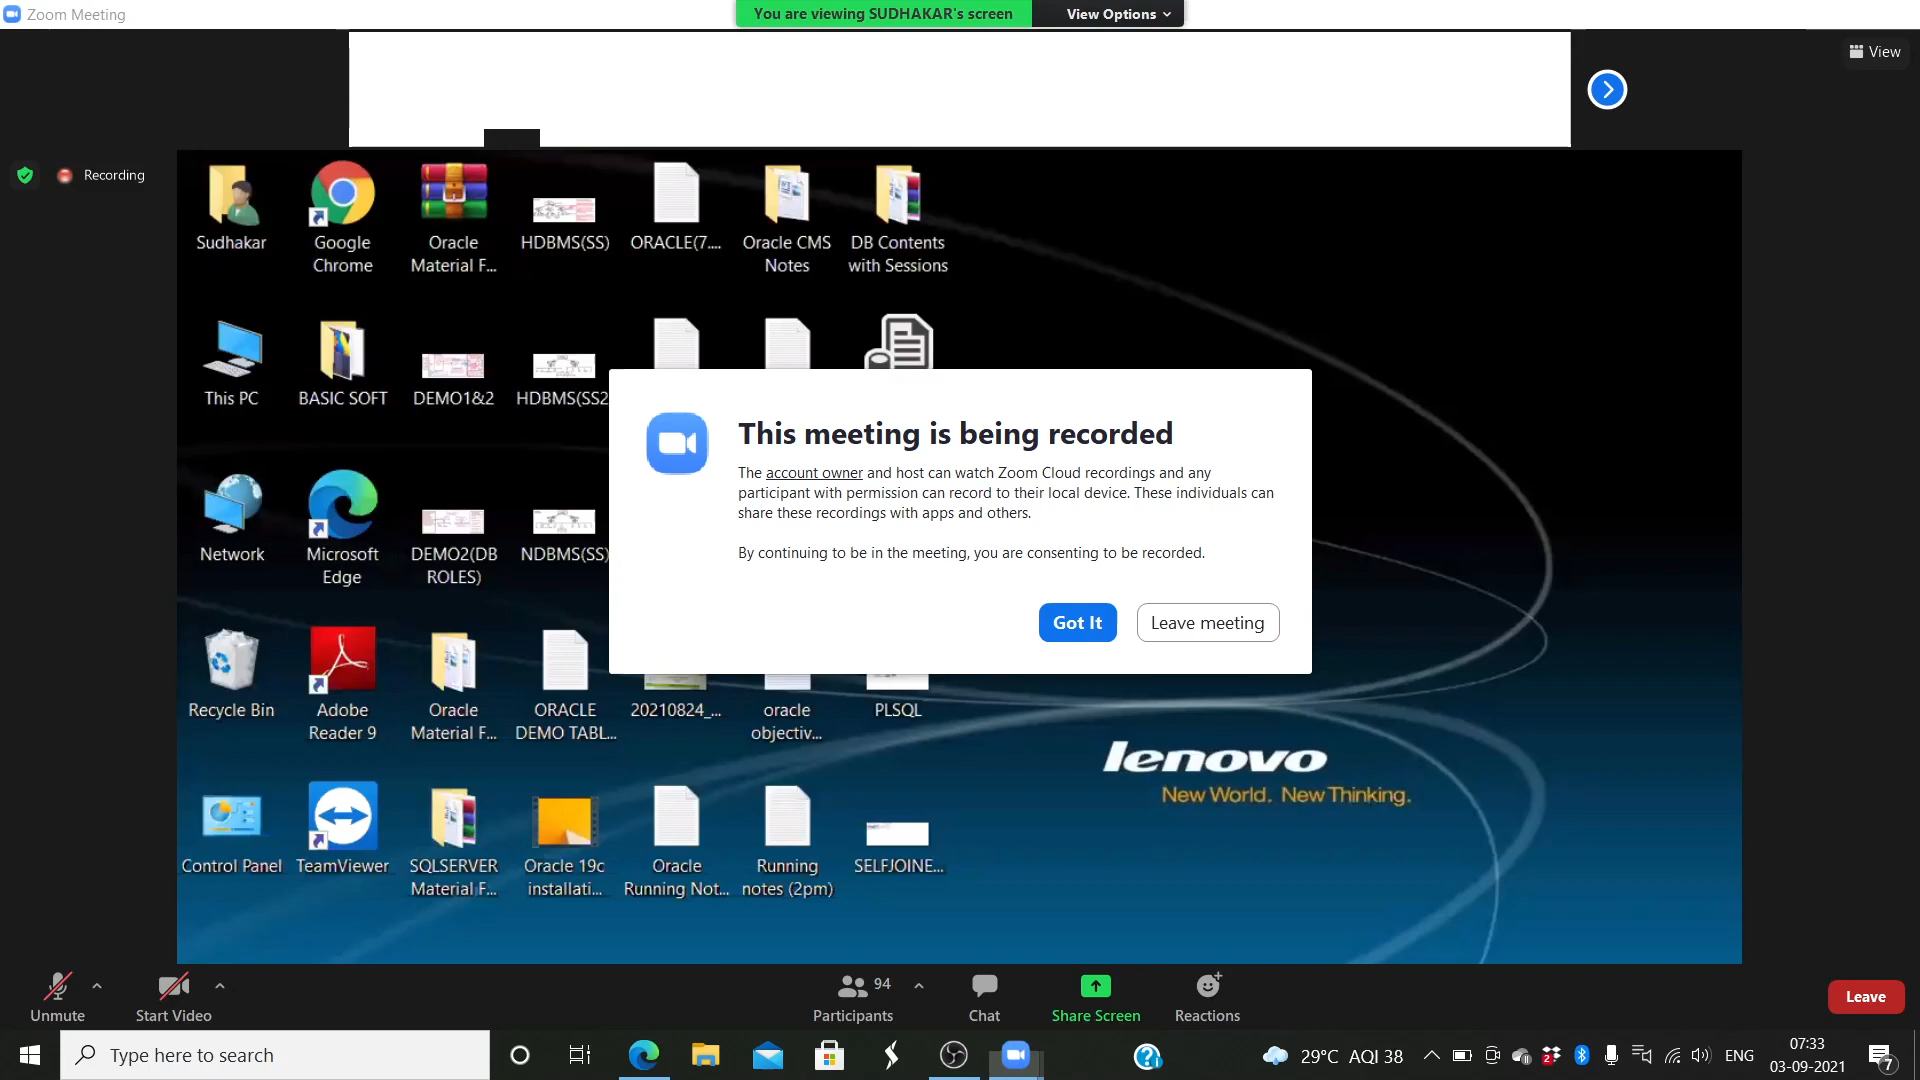 Zoom Meeting
You are viewing SUDHAKAR's screen
View Options
View
Recording
Sudhakar
Google
Chrome
Oracle
Material F...
HDBMS(SS)
ORACLE(7....
Oracle CMS
Notes
DB Contents
with Sessions
This PC
BASIC SOFT
DEMO1&2
HDBMS(SS2
This meeting is being recorded
The account owner and host can watch Zoom Cloud recordings and any
participant with permission can record to their local device. These individuals can
share these recordings with apps and others.
By continuing to be in the meeting, you are consenting to be recorded.
Got It
Leave meeting
Network
Microsoft
Edge
DEMO2(DB
ROLES)
NDBMS(SS)
Recycle Bin
Adobe
Reader 9
Oracle
Material F...
ORACLE
DEMO TABL...
20210824_...
oracle
objectiv...
PLSQL
lenovo
New World. New Thinking.
Control Panel
TeamViewer
SQLSERVER
Material F...
Oracle 19c
installati...
Oracle
Running Not...
Running
notes (2pm)
SELFJOINE...
Unmute
Start Video
94
Participants
Chat
Share Screen
Reactions
Leave
Type here to search
29°C AQI 38
2
ENG
07:33
03-09-2021
7